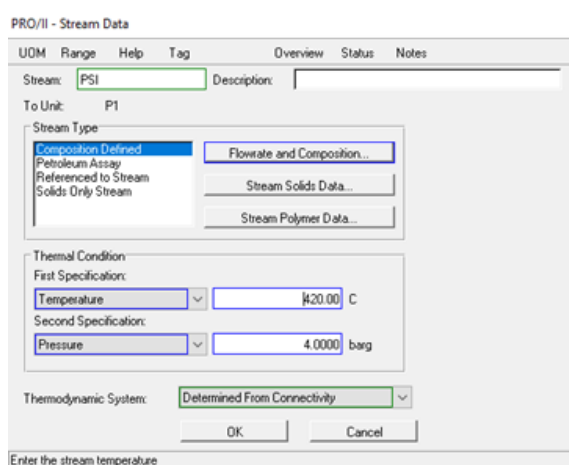 PRO/II - Stream Data
UOM Range Help Tag Overview Status Notes
Stream: PSI Description:
To Unit: P1
Stream Type
Composition Defined
Petroleum Assay
Referenced to Stream
Solids Only Stream
Flowrate and Composition...
Stream Solids Data...
Stream Polymer Data...
Thermal Condition
First Specification:
Temperature 420.00 C
Second Specification:
Pressure 4.0000 barg
Thermodynamic System: Determined From Connectivity
OK Cancel
Enter the stream temperature